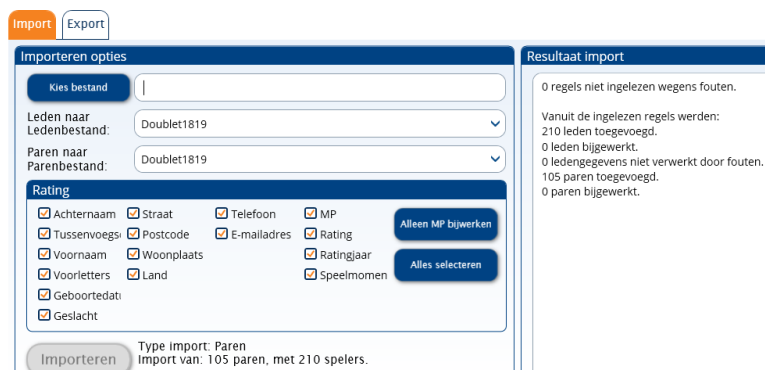 Import Export
Importeren opties
Kies bestand
Leden naar
Ledenbestand:
Doublet1819
Paren naar
Parenbestand:
Doublet1819
Rating
Achternaam Straat Telefoon MP
Tussenvoegs Postcode E-mailadres Rating
Voornaam Woonplaats Ratingjaar
Voorletters Land Speelmomen
Geboortedat
Geslacht
Alleen MP bijwerken
Alles selecteren
Importeren
Type import: Paren
Import van: 105 paren, met 210 spelers.
Resultaat import
0 regels niet ingelezen wegens fouten.
Vanuit de ingelezen regels werden:
210 leden toegevoegd.
0 leden bijgewerkt.
0 ledengegevens niet verwerkt door fouten.
105 paren toegevoegd.
0 paren bijgewerkt.